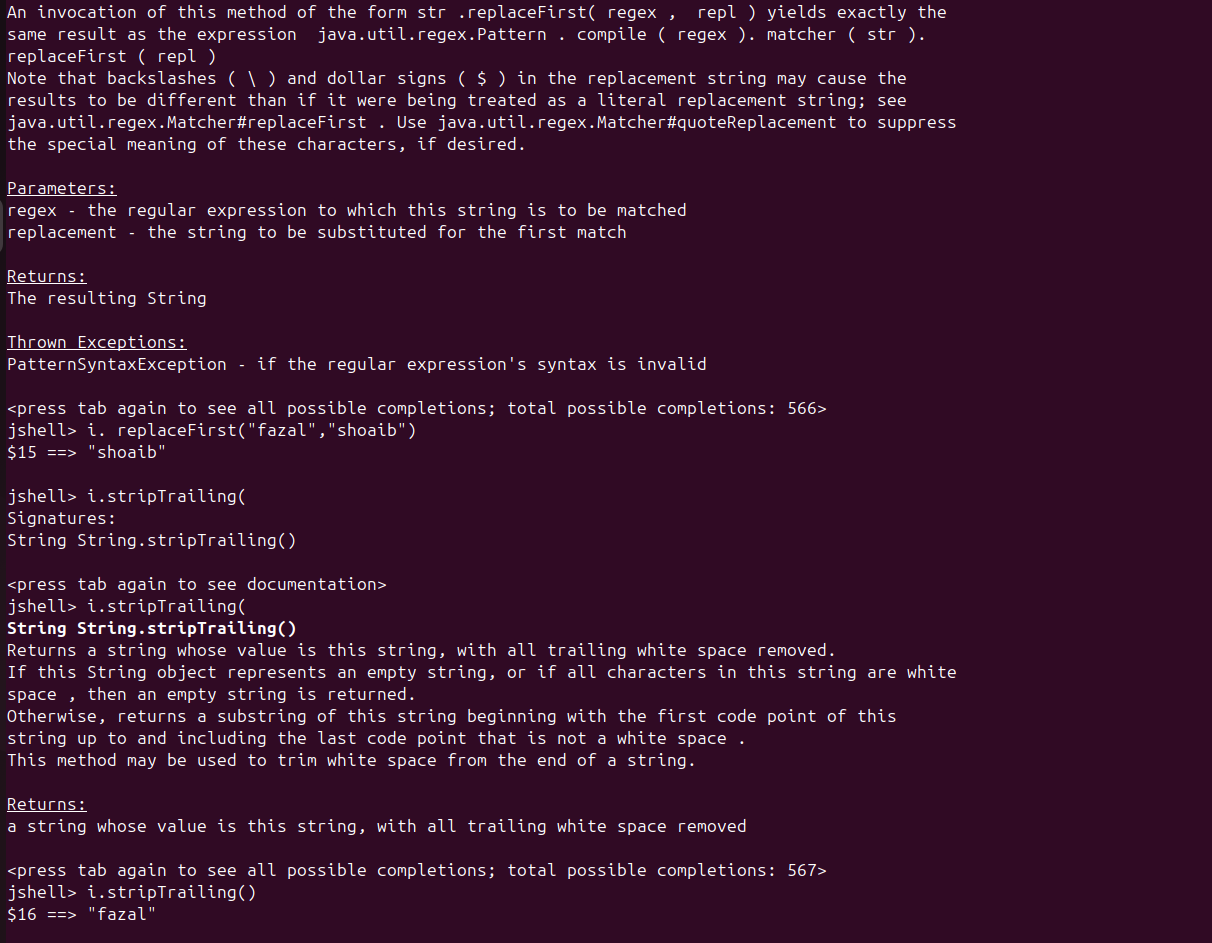 An invocation of this method of the form str .replaceFirst( regex ,  repl ) yields exactly the
same result as the expression  java.util.regex.Pattern . compile ( regex ). matcher ( str ).
replaceFirst ( repl )
Note that backslashes ( \ ) and dollar signs ( $ ) in the replacement string may cause the
results to be different than if it were being treated as a literal replacement string; see
java.util.regex.Matcher#replaceFirst . Use java.util.regex.Matcher#quoteReplacement to suppress
the special meaning of these characters, if desired.

Parameters:
regex - the regular expression to which this string is to be matched
replacement - the string to be substituted for the first match

Returns:
The resulting String

Thrown Exceptions:
PatternSyntaxException - if the regular expression's syntax is invalid

<press tab again to see all possible completions; total possible completions: 566>
jshell> i. replaceFirst("fazal","shoaib")
$15 ==> "shoaib"

jshell> i.stripTrailing(
Signatures:
String String.stripTrailing()

<press tab again to see documentation>
jshell> i.stripTrailing(
String String.stripTrailing()
Returns a string whose value is this string, with all trailing white space removed.
If this String object represents an empty string, or if all characters in this string are white
space , then an empty string is returned.
Otherwise, returns a substring of this string beginning with the first code point of this
string up to and including the last code point that is not a white space .
This method may be used to trim white space from the end of a string.

Returns:
a string whose value is this string, with all trailing white space removed

<press tab again to see all possible completions; total possible completions: 567>
jshell> i.stripTrailing()
$16 ==> "fazal"